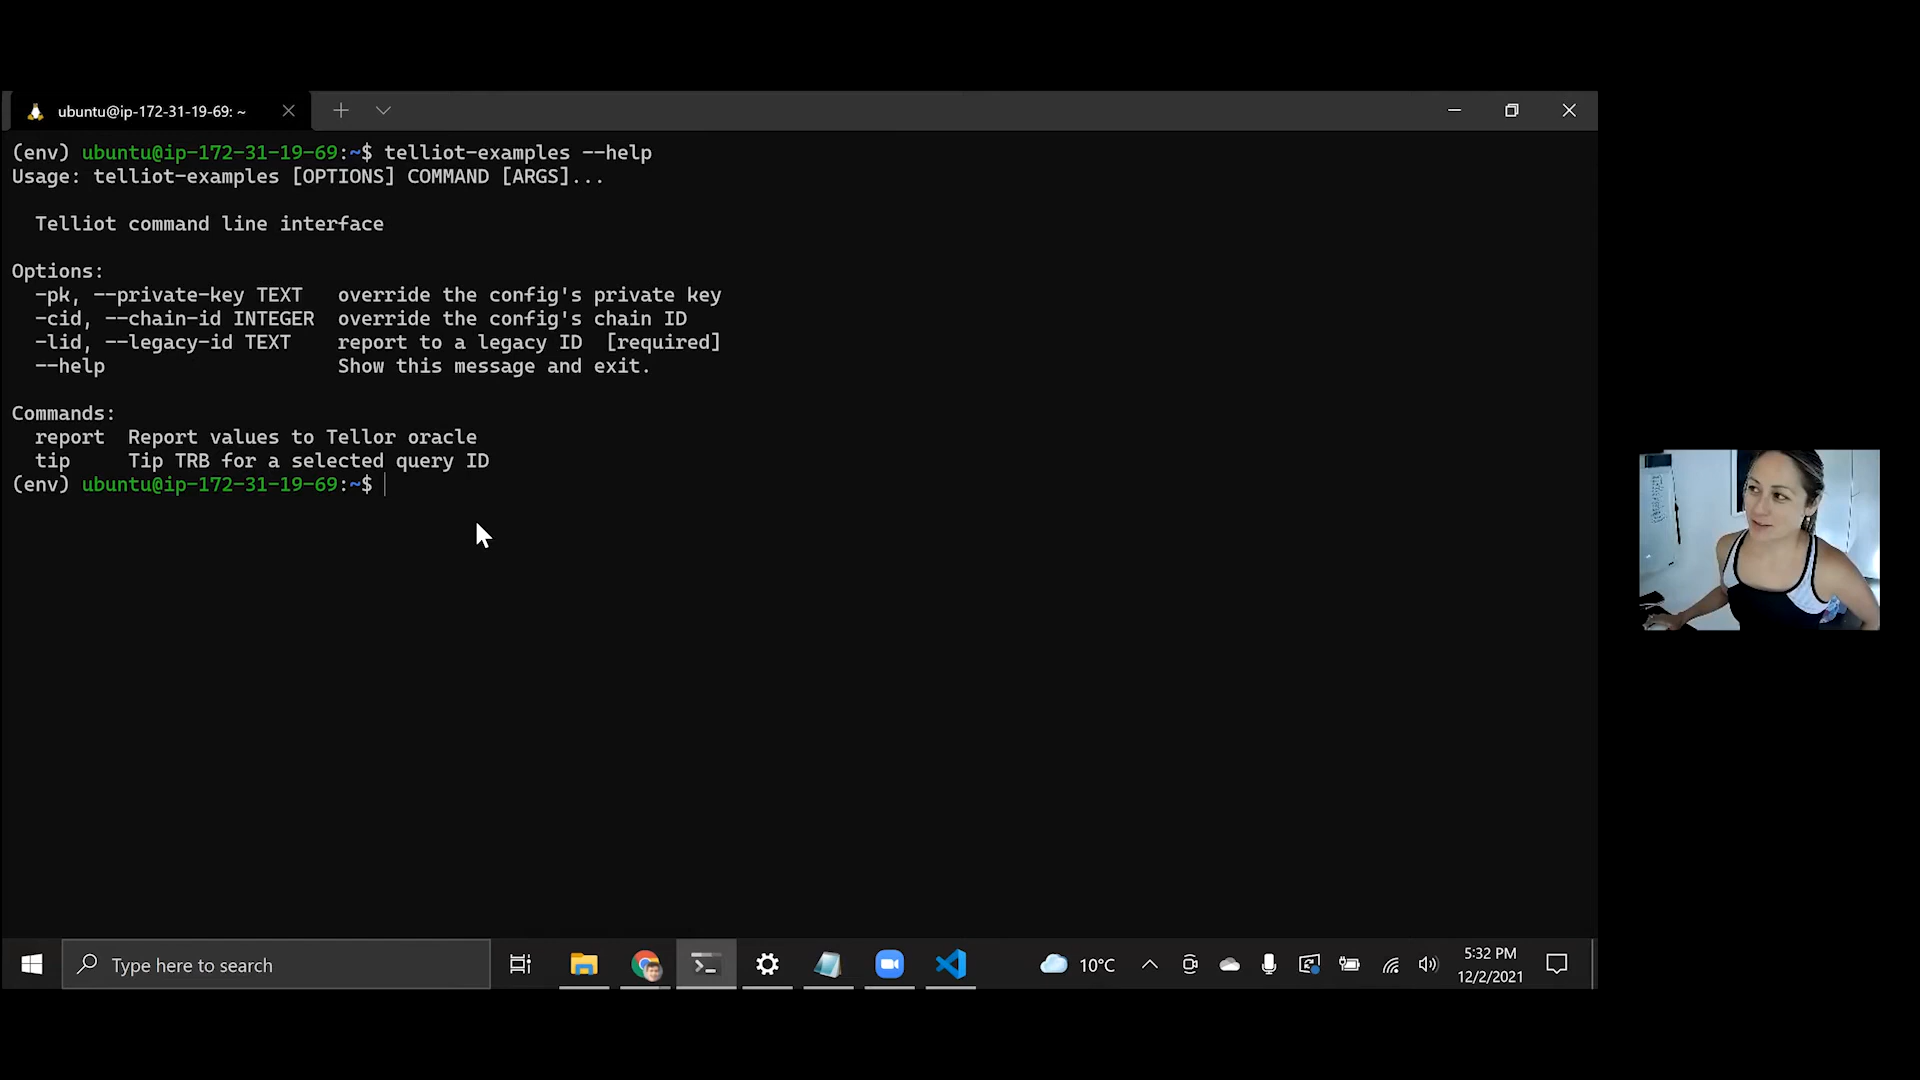 ubuntu@ip-172-31-19-69: ~
(env) ubuntu@ip-172-31-19-69:~$ telliot-examples --help
Usage: telliot-examples [OPTIONS] COMMAND [ARGS]...
Telliot command line interface
Options:
-pk, --private-key TEXT override the config's private key
-cid, --chain-id INTEGER override the config's chain ID
-lid, --legacy-id TEXT report to a legacy ID [required]
--help Show this message and exit.
Commands:
report Report values to Tellor oracle
tip Tip TRB for a selected query ID
(env) ubuntu@ip-172-31-19-69:~$
Type here to search
10°C
5:32 PM
12/2/2021